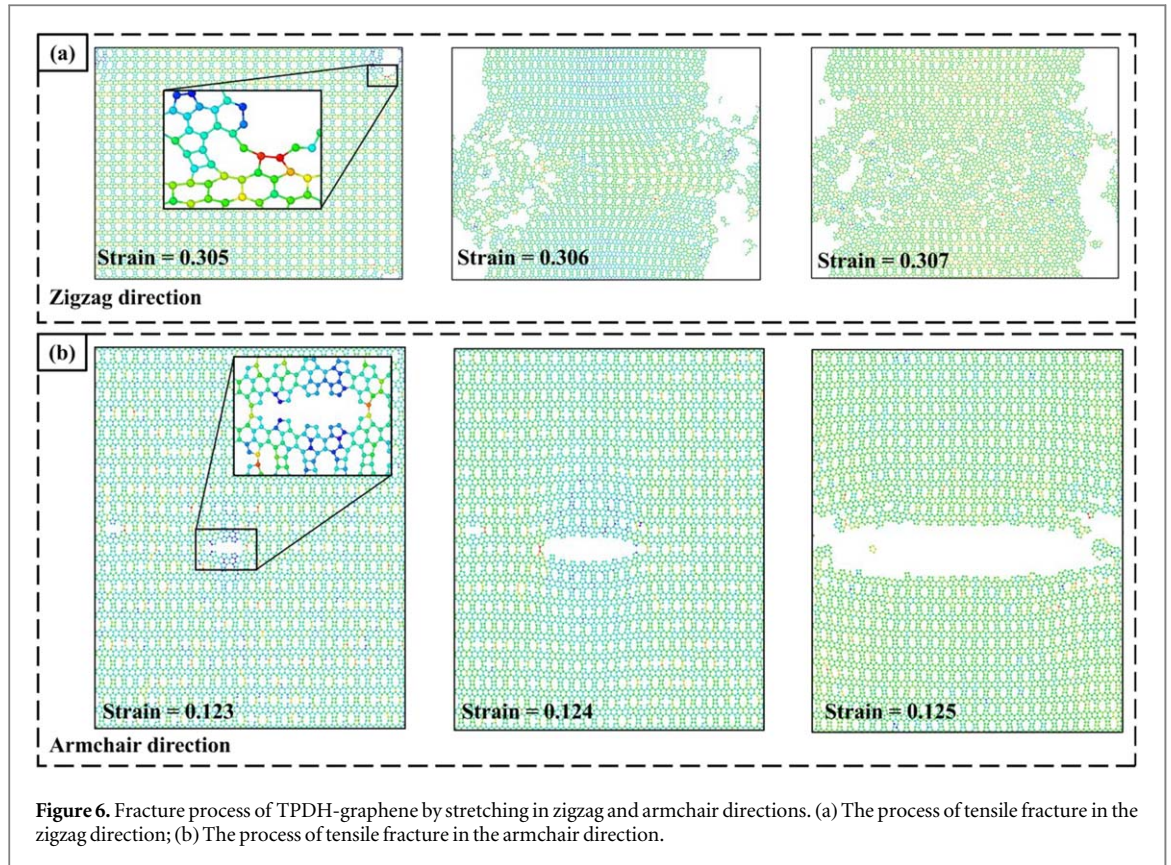 (a)
Strain = 0.305
Strain = 0.306
Strain = 0.307
Zigzag direction
(b)
Strain = 0.123
Strain = 0.124
Strain = 0.125
Armchair direction
Figure 6. Fracture process of TPDH-graphene by stretching in zigzag and armchair directions. (a) The process of tensile fracture in the
zigzag direction; (b) The process of tensile fracture in the armchair direction.